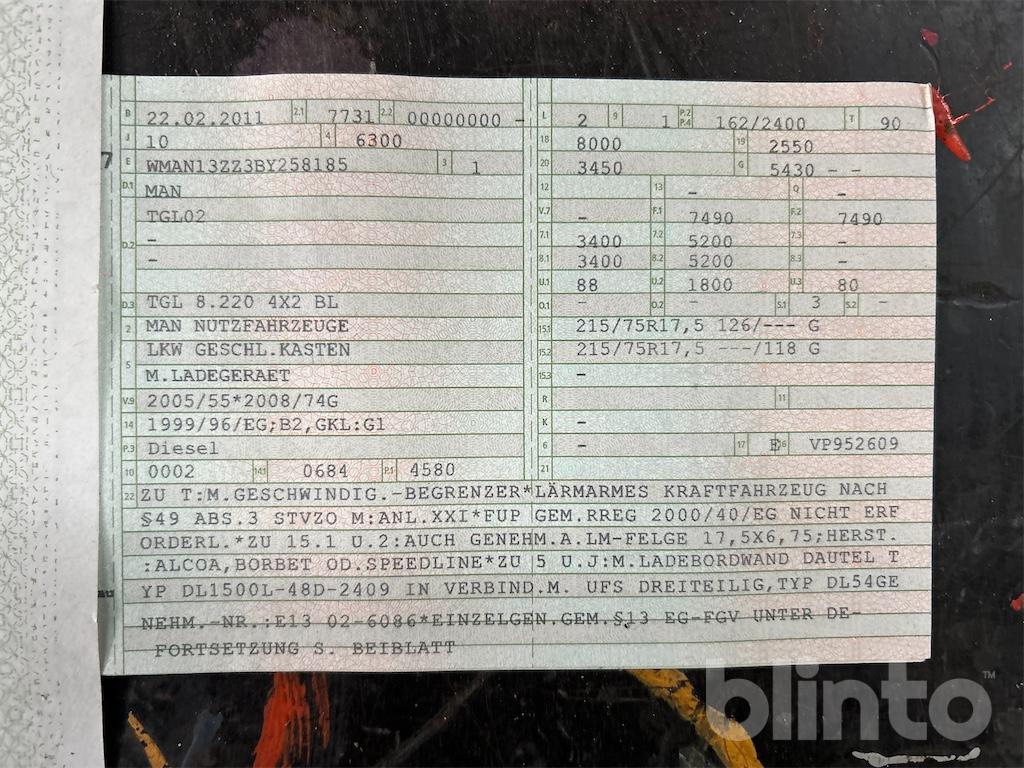 B 22.02.2011 2.1 7731 2.2 00000000 -
J 10 4 6300
7
E WMAN13ZZ3BY258185 3 1
D.1 MAN
TGL02
-
D.2
-
D.3 TGL 8.220 4X2 BL
2 MAN NUTZFAHRZEUGE
LKW GESCHL.KASTEN
5
M.LADEGERAET
V.9 2005/55*2008/74G
14 1999/96/EG;B2,GKL:G1
P.3 Diesel
10 0002 14.1 0684 P.1 4580
L 2 9 1 P.2 P.4 162/2400 T 90
18 8000 19 2550
20 3450 G 5430 - -
12 13 - Q -
V.7 - F.1 7490 F.2 7490
7.1 3400 7.2 5200 7.3 -
8.1 3400 8.2 5200 8.3 -
U.1 88 U.2 1800 U.3 80
O.1 - O.2 - S.1 3 S.2 -
15.1 215/75R17,5 126/--- G
15.2 215/75R17,5 ---/118 G
15.3 -
R 11
K -
6 - 17 E 16 VP952609
21
22 ZU T:M.GESCHWINDIG.-BEGRENZER*LÄRMARMES KRAFTFAHRZEUG NACH
§49 ABS.3 STVZO M:ANL.XXI*FUP GEM.RREG 2000/40/EG NICHT ERF
ORDERL.*ZU 15.1 U.2:AUCH GENEHM.A.LM-FELGE 17,5X6,75;HERST.
:ALCOA,BORBET OD.SPEEDLINE*ZU 5 U.J:M.LADEBORDWAND DAUTEL T
YP DL1500L-48D-2409 IN VERBIND.M. UFS DREITEILIG,TYP DL54GE
NEHM.-NR.:E13 02-6086*EINZELGEN.GEM.§13 EG-FGV UNTER DE-
FORTSETZUNG S. BEIBLATT
blinto™